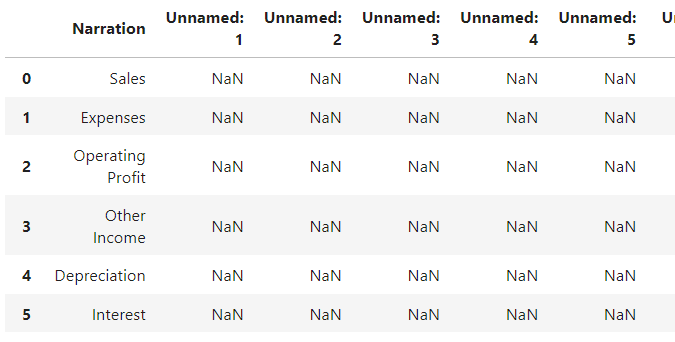 Narration Unnamed: 1 Unnamed: 2 Unnamed: 3 Unnamed: 4 Unnamed: 5
0 Sales NaN NaN NaN NaN NaN
1 Expenses NaN NaN NaN NaN NaN
2 Operating Profit NaN NaN NaN NaN NaN
3 Other Income NaN NaN NaN NaN NaN
4 Depreciation NaN NaN NaN NaN NaN
5 Interest NaN NaN NaN NaN NaN